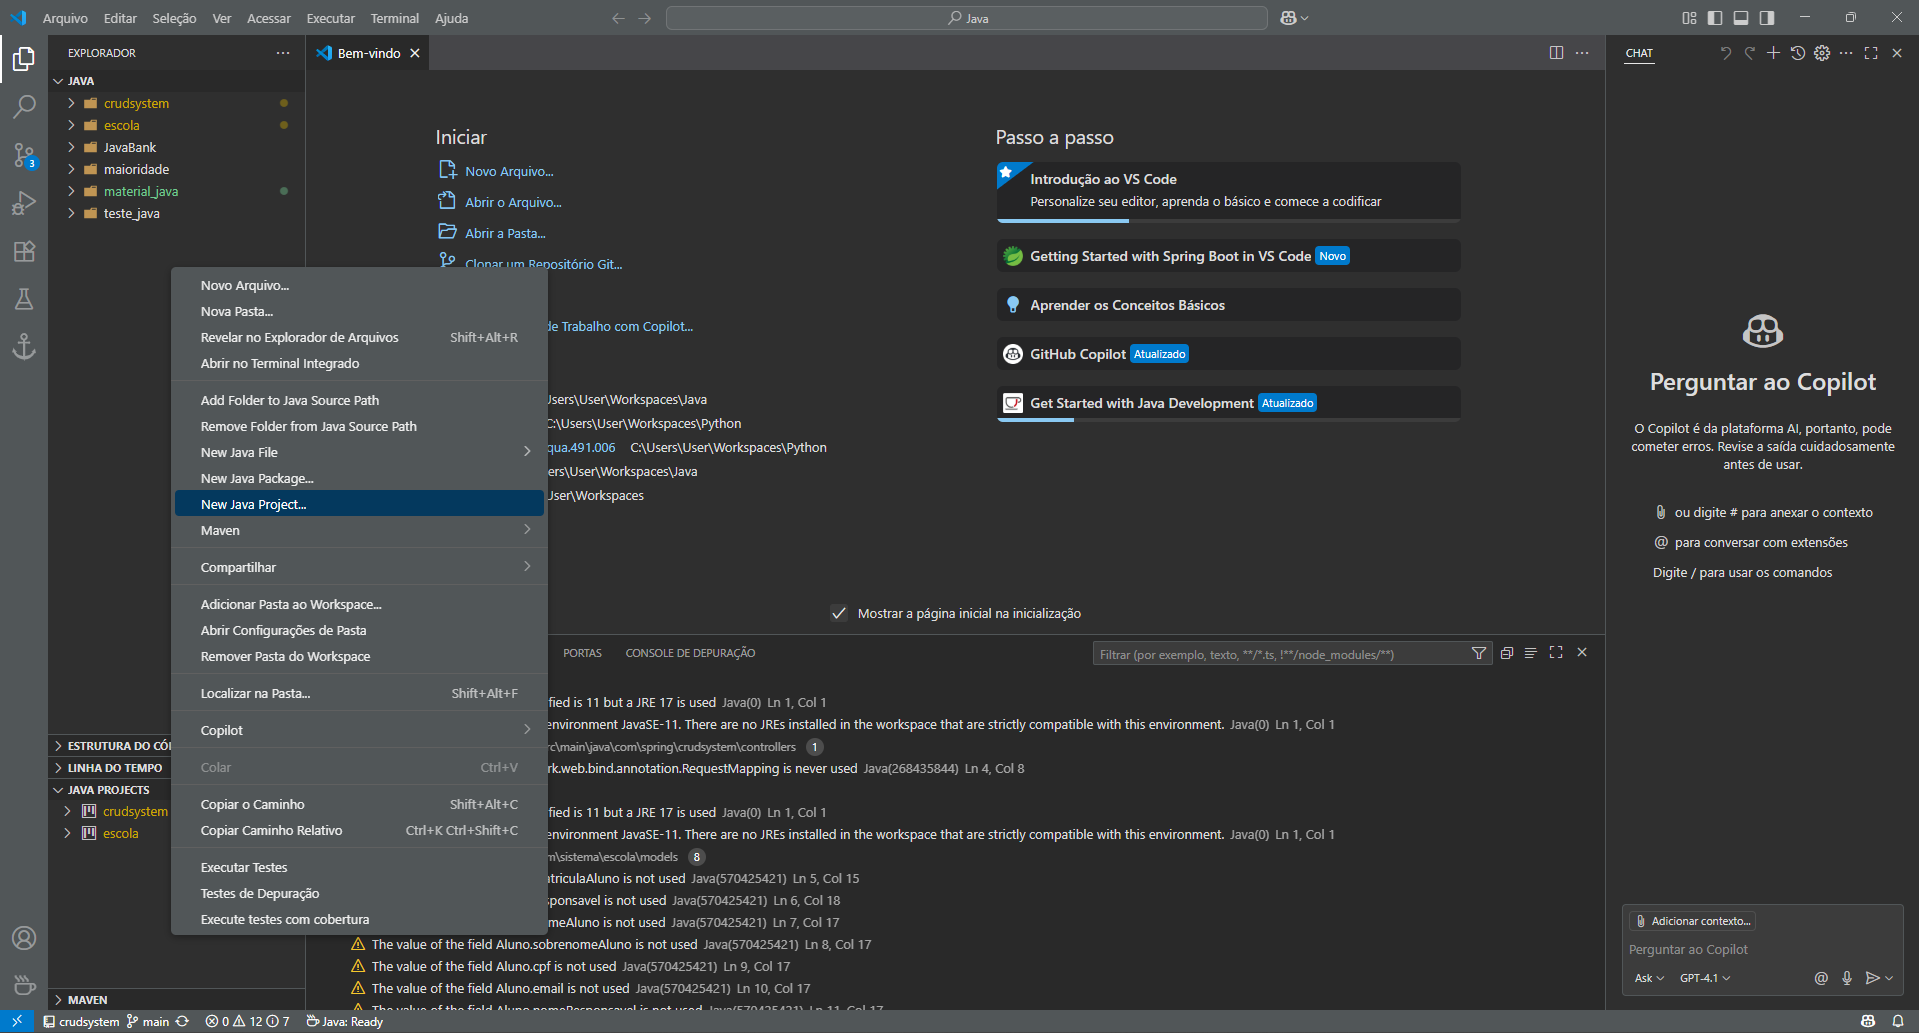 Arquivo Editar Seleção Ver Acessar Executar Terminal Ajuda
Java
EXPLORADOR
JAVA
crudsystem
escola
JavaBank
maioridade
material_java
teste_java
3
Bem-vindo
Iniciar
Novo Arquivo...
Abrir o Arquivo...
Abrir a Pasta...
Clonar um Repositório Git...
de Trabalho com Copilot...
Users\User\Workspaces\Java
C:\Users\User\Workspaces\Python
qua.491.006 C:\Users\User\Workspaces\Python
ers\User\Workspaces\Java
User\Workspaces
Passo a passo
Introdução ao VS Code
Personalize seu editor, aprenda o básico e comece a codificar
Getting Started with Spring Boot in VS Code Novo
Aprender os Conceitos Básicos
GitHub Copilot Atualizado
Get Started with Java Development Atualizado
Mostrar a página inicial na inicialização
Novo Arquivo...
Nova Pasta...
Revelar no Explorador de Arquivos Shift+Alt+R
Abrir no Terminal Integrado
Add Folder to Java Source Path
Remove Folder from Java Source Path
New Java File
New Java Package...
New Java Project...
Maven
Compartilhar
Adicionar Pasta ao Workspace...
Abrir Configurações de Pasta
Remover Pasta do Workspace
Localizar na Pasta... Shift+Alt+F
Copilot
Colar Ctrl+V
Copiar o Caminho Shift+Alt+C
Copiar Caminho Relativo Ctrl+K Ctrl+Shift+C
Executar Testes
Testes de Depuração
Execute testes com cobertura
ESTRUTURA DO CÓ
LINHA DO TEMPO
JAVA PROJECTS
crudsystem
escola
MAVEN
PORTAS CONSOLE DE DEPURAÇÃO
Filtrar (por exemplo, texto, **/*.ts, !**/node_modules/**)
fied is 11 but a JRE 17 is used Java(0) Ln 1, Col 1
environment JavaSE-11. There are no JREs installed in the workspace that are strictly compatible with this environment. Java(0) Ln 1, Col 1
rc\main\java\com\spring\crudsystem\controllers 1
rk.web.bind.annotation.RequestMapping is never used Java(268435844) Ln 4, Col 8
fied is 11 but a JRE 17 is used Java(0) Ln 1, Col 1
environment JavaSE-11. There are no JREs installed in the workspace that are strictly compatible with this environment. Java(0) Ln 1, Col 1
m\sistema\escola\models 8
atriculaAluno is not used Java(570425421) Ln 5, Col 15
ponsavel is not used Java(570425421) Ln 6, Col 18
meAluno is not used Java(570425421) Ln 7, Col 17
The value of the field Aluno.sobrenomeAluno is not used Java(570425421) Ln 8, Col 17
The value of the field Aluno.cpf is not used Java(570425421) Ln 9, Col 17
The value of the field Aluno.email is not used Java(570425421) Ln 10, Col 17
The value of the field Aluno.nomeResponsavel is not used Java(570425421) Ln 11, Col 17
CHAT
Perguntar ao Copilot
O Copilot é da plataforma AI, portanto, pode
cometer erros. Revise a saída cuidadosamente
antes de usar.
ou digite # para anexar o contexto
@ para conversar com extensões
Digite / para usar os comandos
Adicionar contexto...
Perguntar ao Copilot
Ask GPT-4.1 @
crudsystem main 0 12 7 Java: Ready